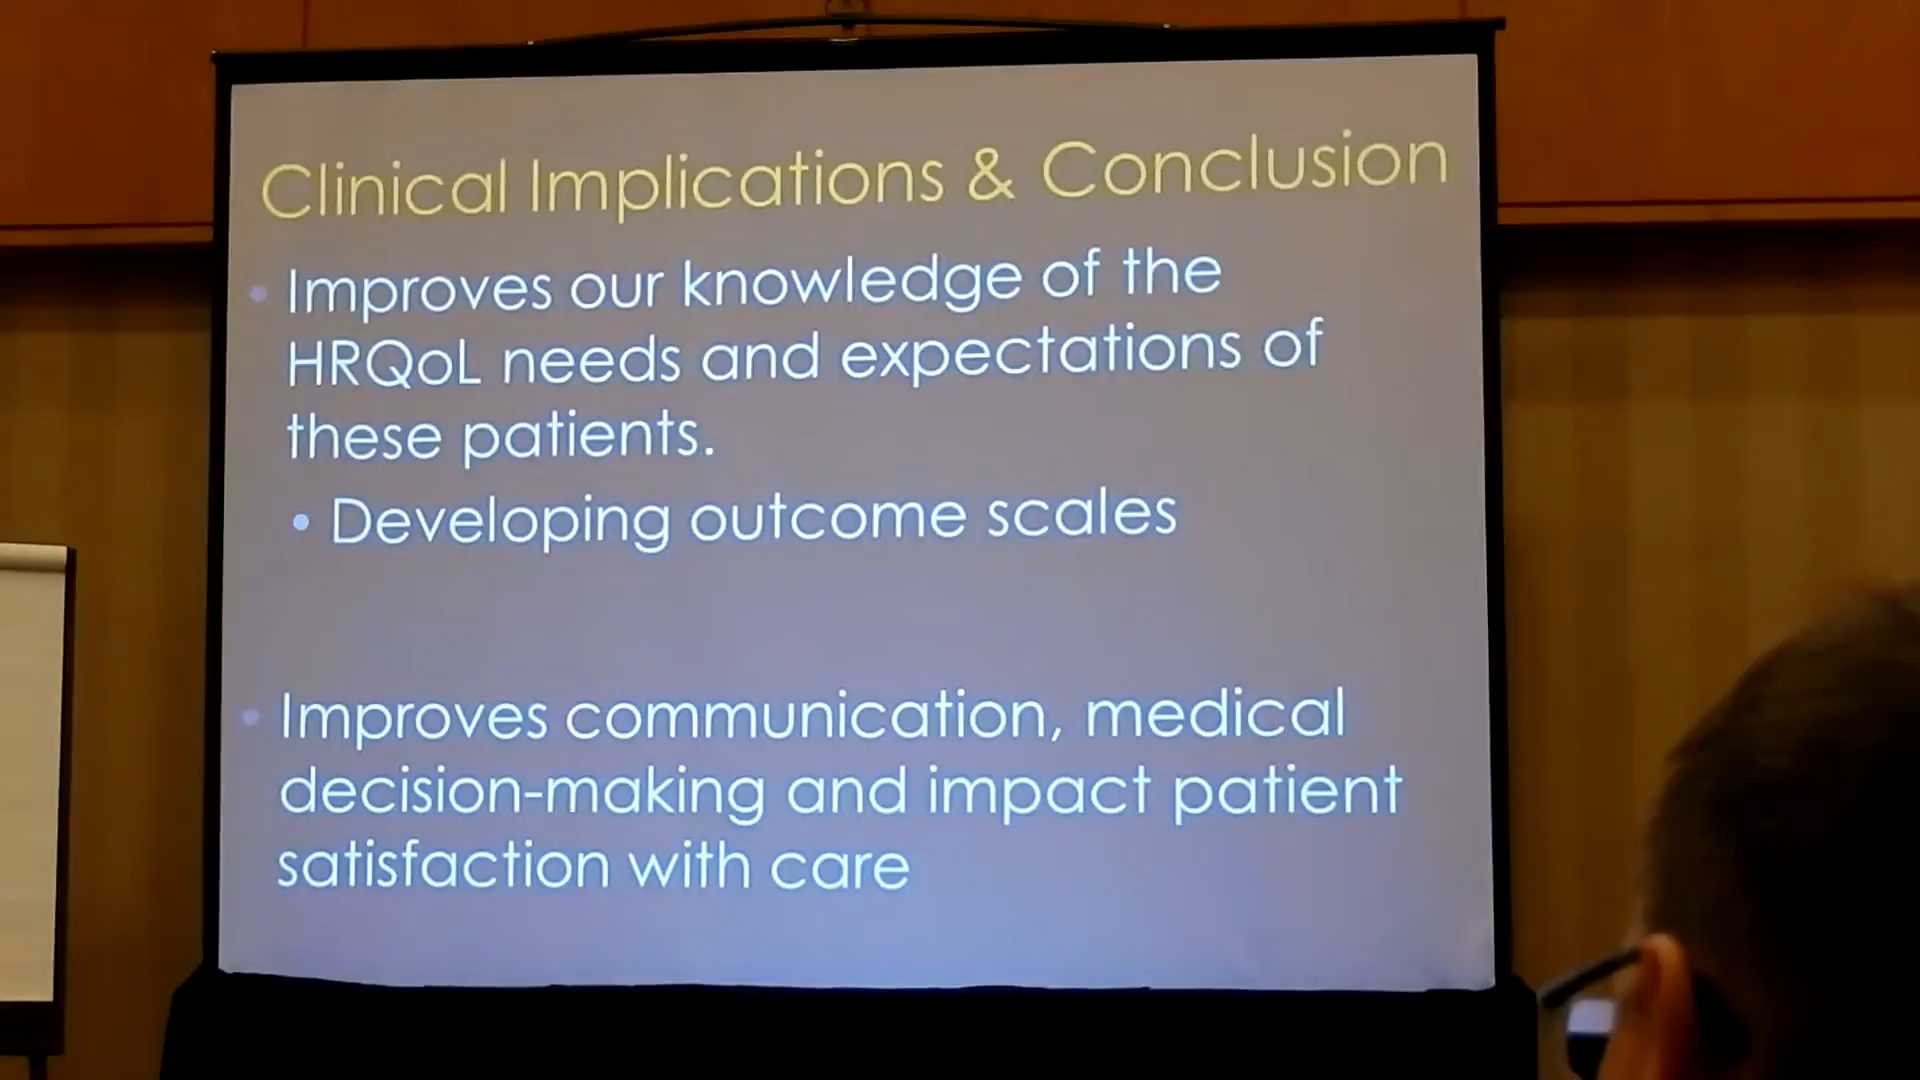 Clinical Implications & Conclusion
• Improves our knowledge of the
HRQoL needs and expectations of
these patients.
• Developing outcome scales
• Improves communication, medical
decision-making and impact patient
satisfaction with care